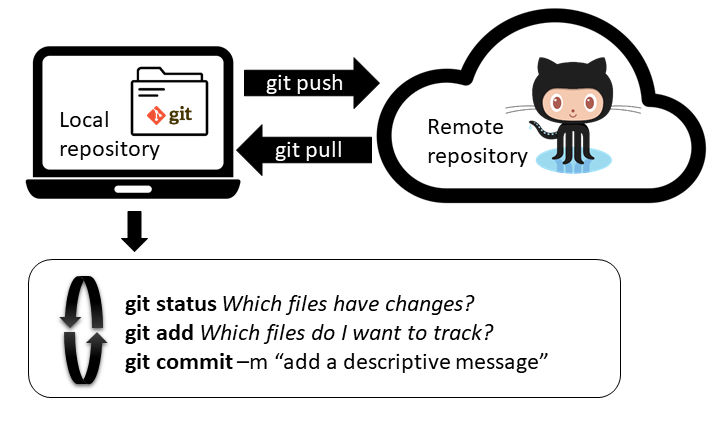 git
Local
repository
git push
git pull
Remote
repository
git status Which files have changes?
git add Which files do I want to track?
git commit –m “add a descriptive message”